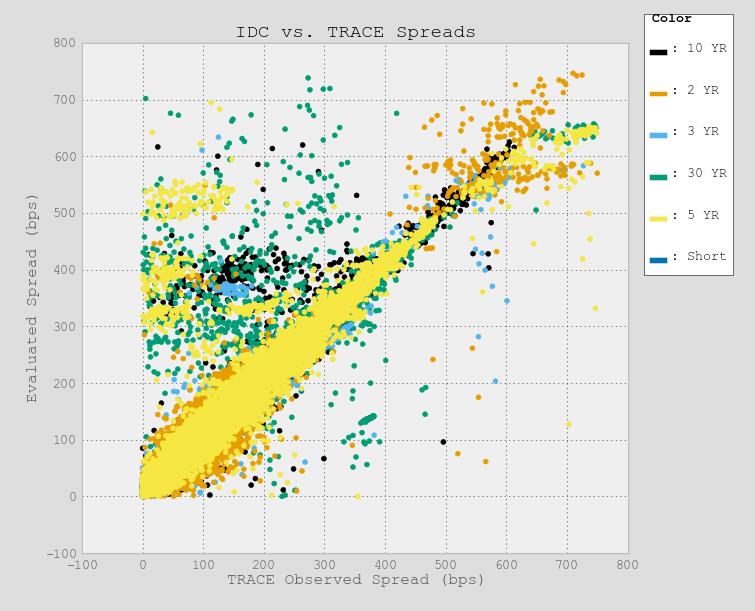 IDC vs. TRACE Spreads
Color
: 10 YR
: 2 YR
: 3 YR
: 30 YR
: 5 YR
: Short
Evaluated Spread (bps)
800
700
600
500
400
300
200
100
0
−100
−100 0 100 200 300 400 500 600 700 800
TRACE Observed Spread (bps)